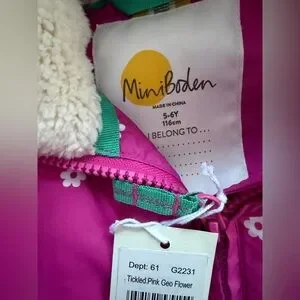 MiniBoden
MADE IN CHINA
5-6Y
116cm
I BELONG TO . . .
Dept: 61 G2231
Tickled Pink Geo Flower